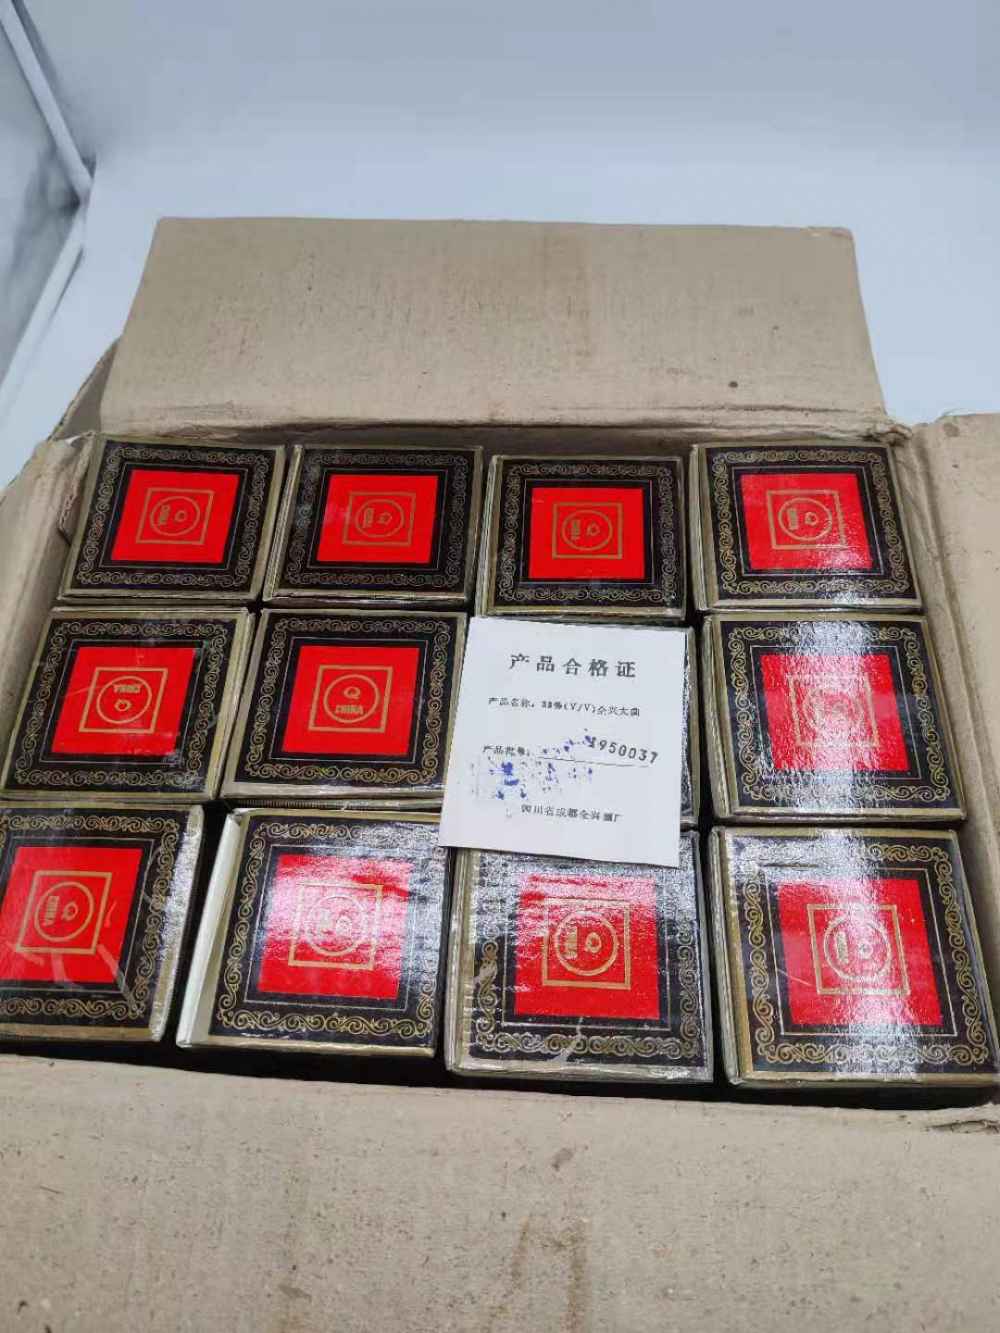 Q
CHINA
产品合格证
产品名称：38%(V/V)全兴大曲
产品批号：
1950037
四川省成都全兴酒厂